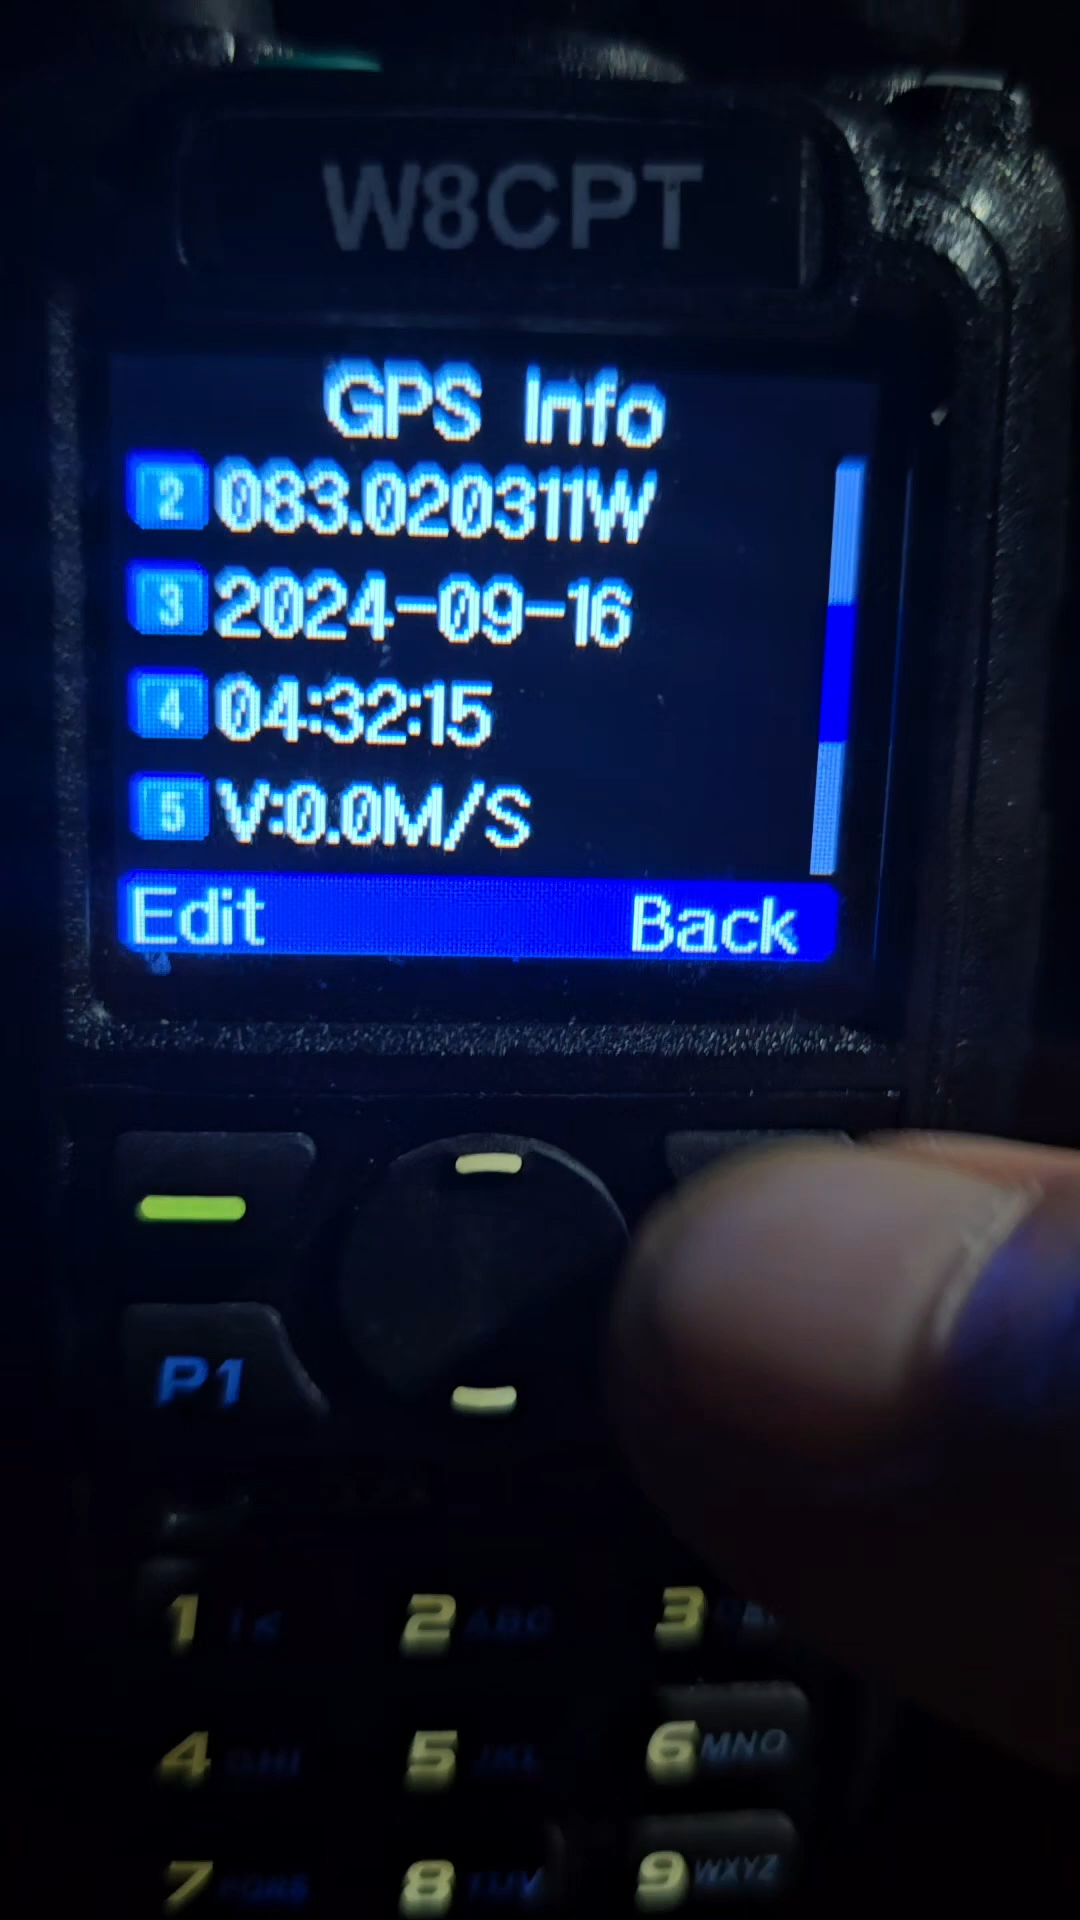 W8CPT
GPS Info
2 083.020311W
3 2024-09-16
4 04:32:15
5 V:0.0M/S
Edit Back
P1
1 2 ABC 3
4 GHI 5 JKL 6 MNO
7 PQRS 8 TUV 9 WXYZ